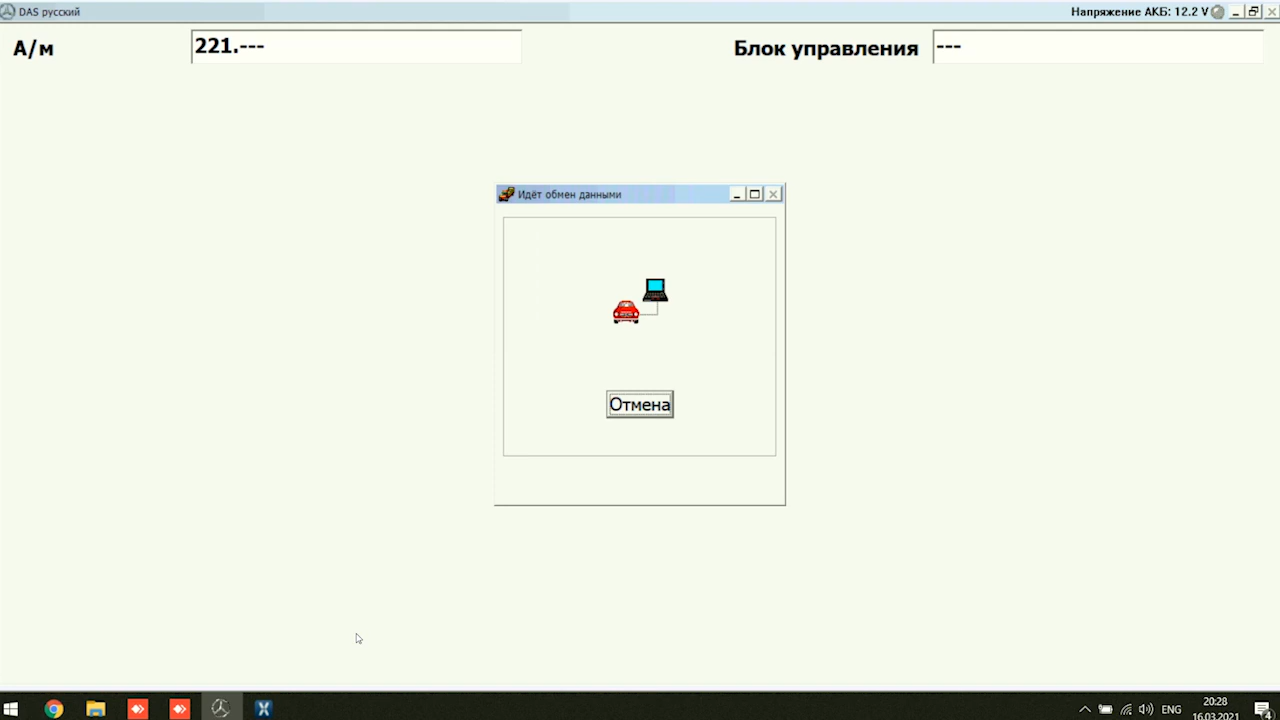 DAS русский
Напряжение АКБ: 12.2 V
А/м
221.---
Блок управления
---
Идёт обмен данными
Отмена
ENG
20:28
16.03.2021